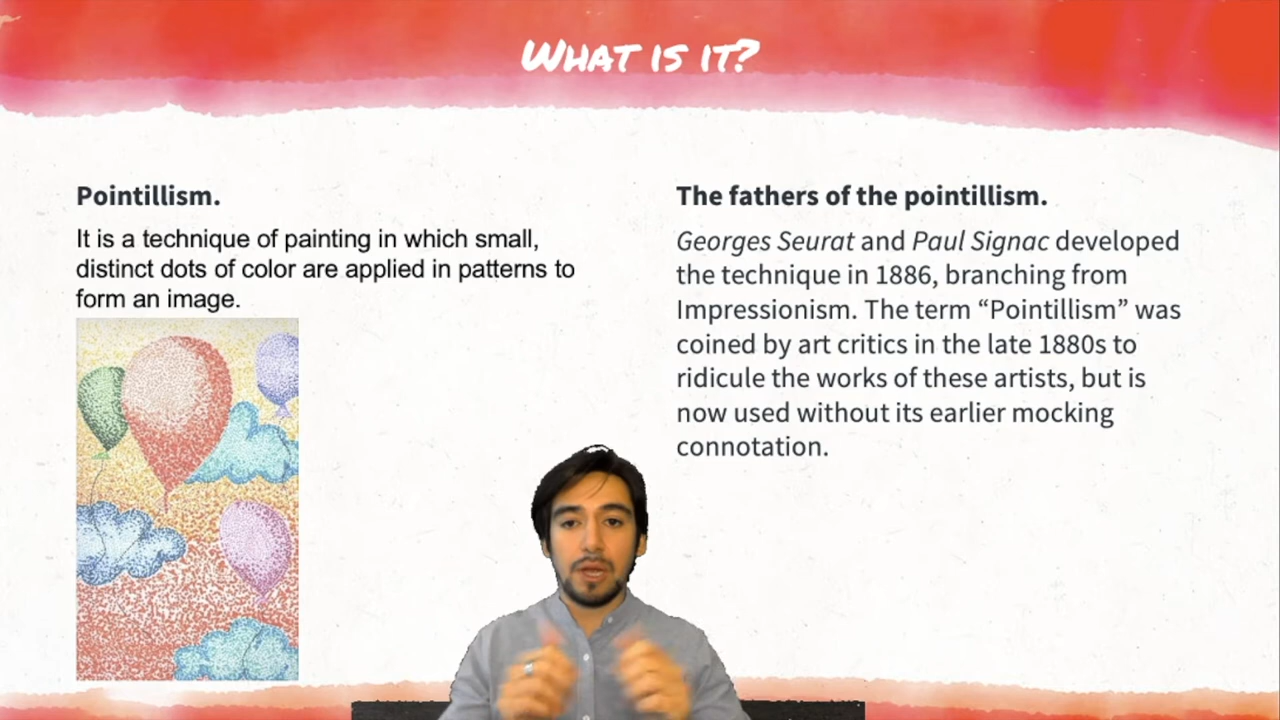 WHAT IS IT?
Pointillism.
It is a technique of painting in which small,
distinct dots of color are applied in patterns to
form an image.
The fathers of the pointillism.
Georges Seurat and Paul Signac developed
the technique in 1886, branching from
Impressionism. The term “Pointillism” was
coined by art critics in the late 1880s to
ridicule the works of these artists, but is
now used without its earlier mocking
connotation.